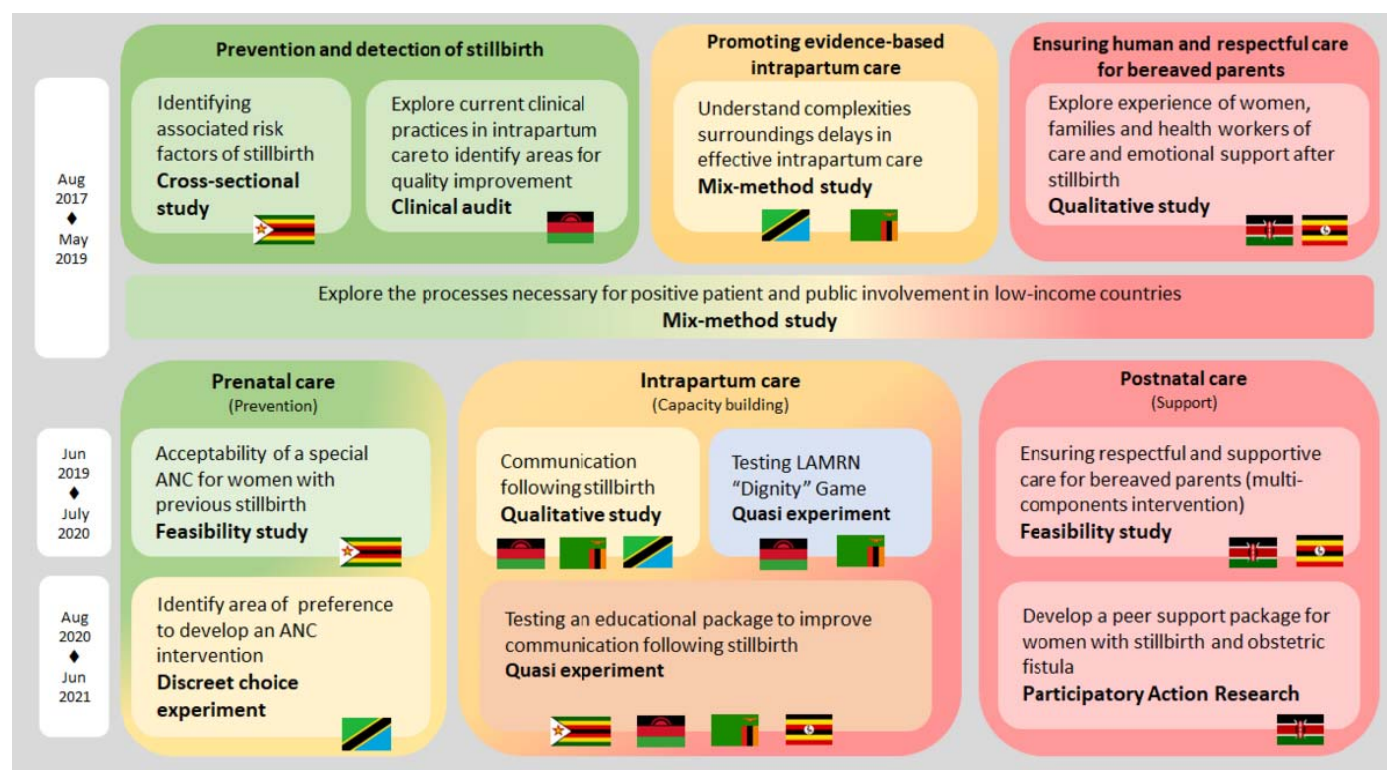 Prevention and detection of stillbirth
Promoting evidence-based
intrapartum care
Ensuring human and respectful care
for bereaved parents
Aug
2017
♦
May
2019
Identifying
associated risk
factors of stillbirth
Cross-sectional
study
Explore current clinical
practices in intrapartum
care to identify areas for
quality improvement
Clinical audit
Understand complexities
surroundings delays in
effective intrapartum care
Mix-method study
Explore experience of women,
families and health workers of
care and emotional support after
stillbirth
Qualitative study
Explore the processes necessary for positive patient and public involvement in low-income countries
Mix-method study
Prenatal care
(Prevention)
Intrapartum care
(Capacity building)
Postnatal care
(Support)
Jun
2019
♦
July
2020
Acceptability of a special
ANC for women with
previous stillbirth
Feasibility study
Communication
following stillbirth
Qualitative study
Testing LAMRN
“Dignity” Game
Quasi experiment
Ensuring respectful and supportive
care for bereaved parents (multi-
components intervention)
Feasibility study
Aug
2020
♦
Jun
2021
Identify area of preference
to develop an ANC
intervention
Discreet choice
experiment
Testing an educational package to improve
communication following stillbirth
Quasi experiment
Develop a peer support package for
women with stillbirth and obstetric
fistula
Participatory Action Research